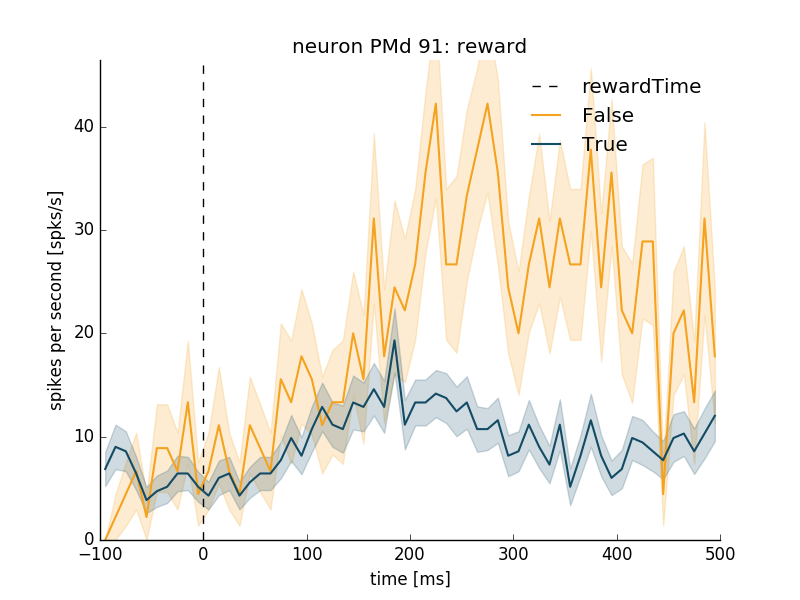 neuron PMd 91: reward
rewardTime
False
True
40
30
20
10
0
spikes per second [spks/s]
−100
0
100
200
300
400
500
time [ms]